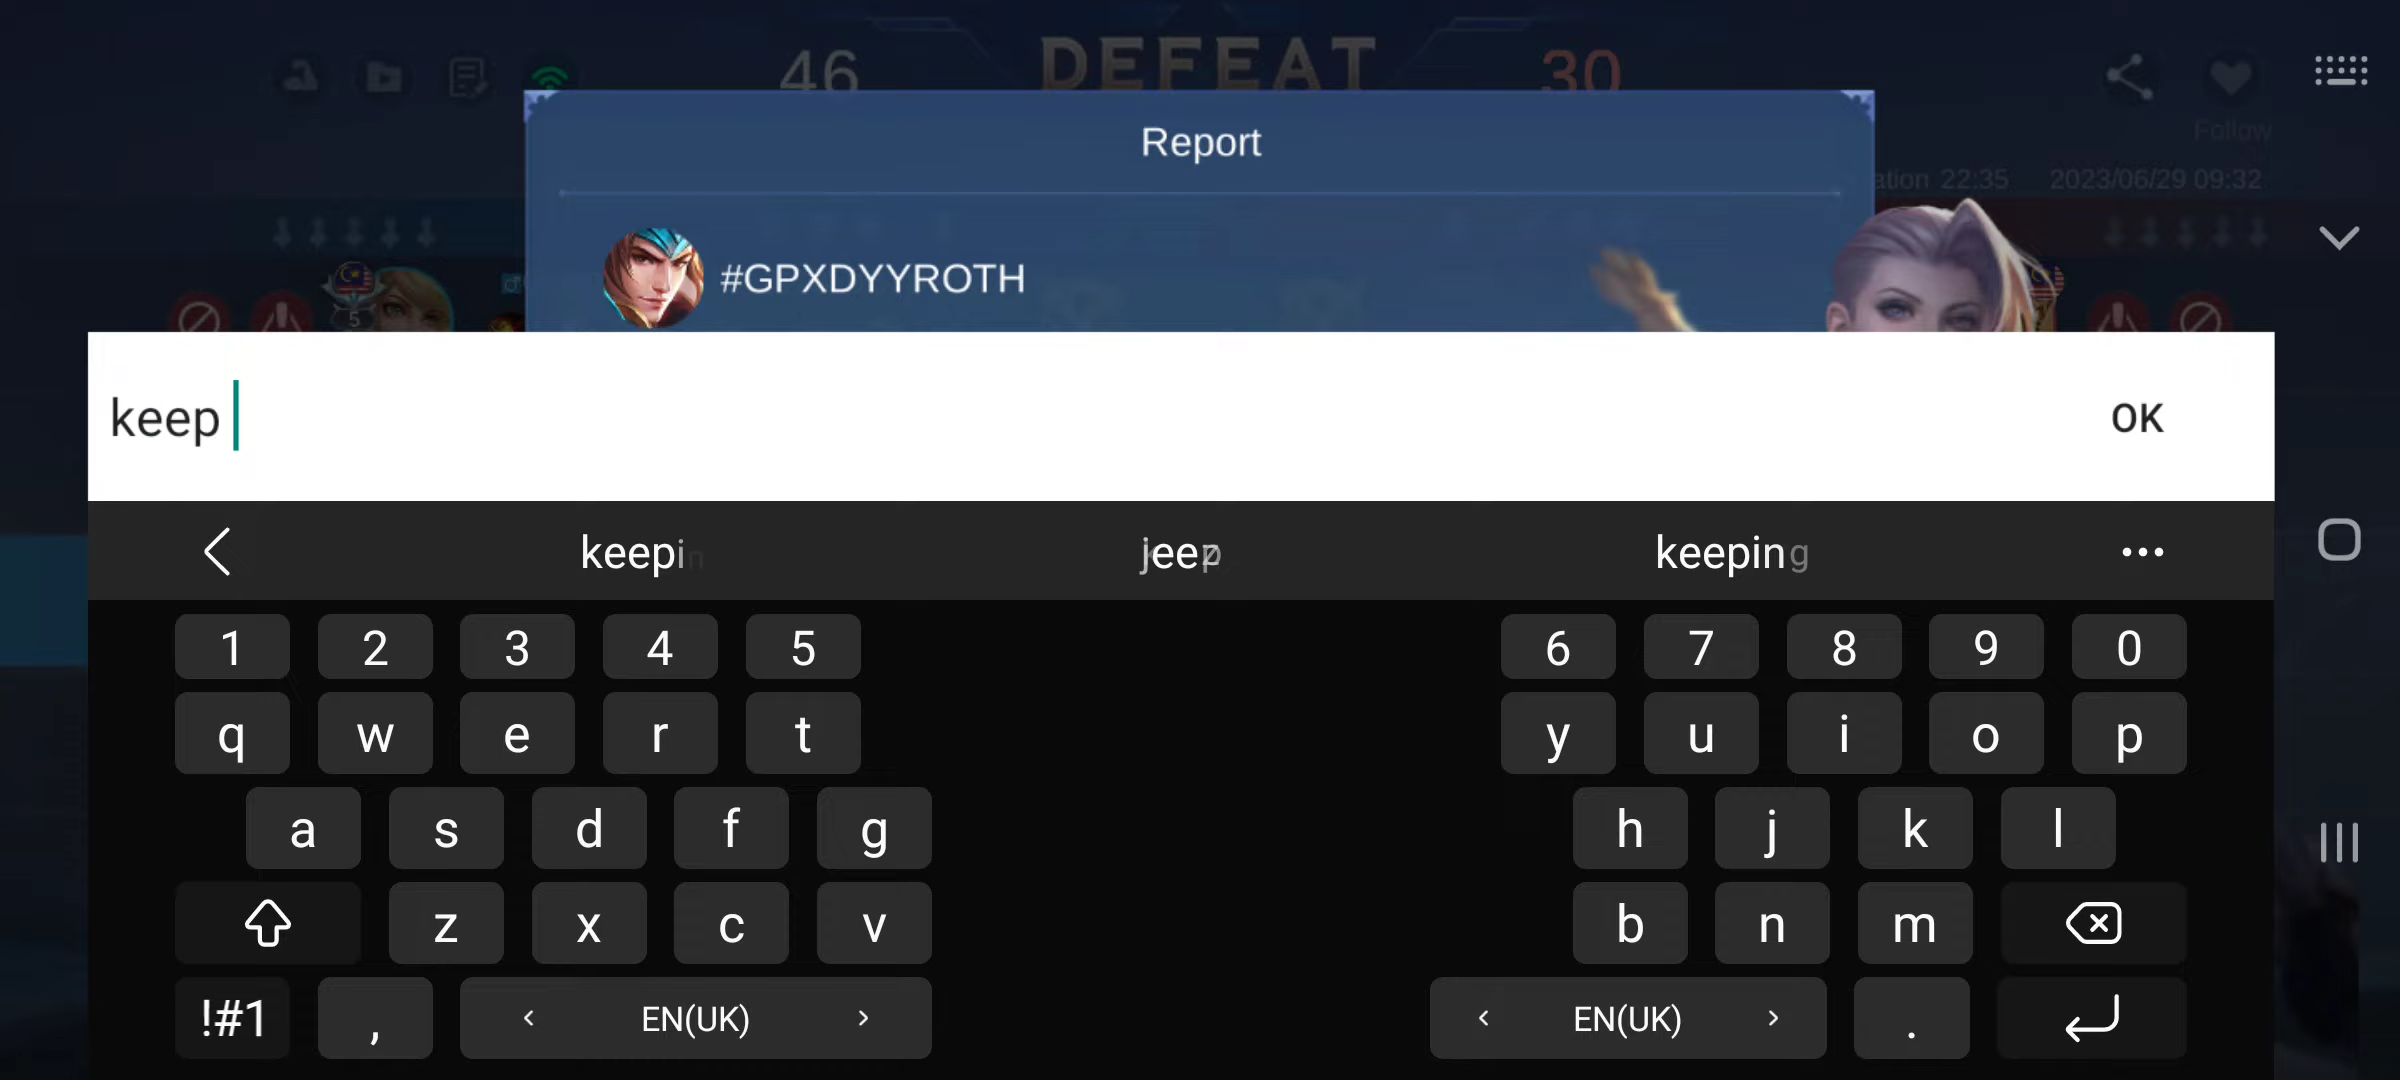 46 DEFEAT 30
Report
Follow
ation 22:35 2023/06/29 09:32
#GPXDYYROTH
5
keep
OK
keepin jeep keeping
1 2 3 4 5 6 7 8 9 0
q w e r t y u i o p
a s d f g h j k l
z x c v b n m
!#1 , < EN(UK) > < EN(UK) > .